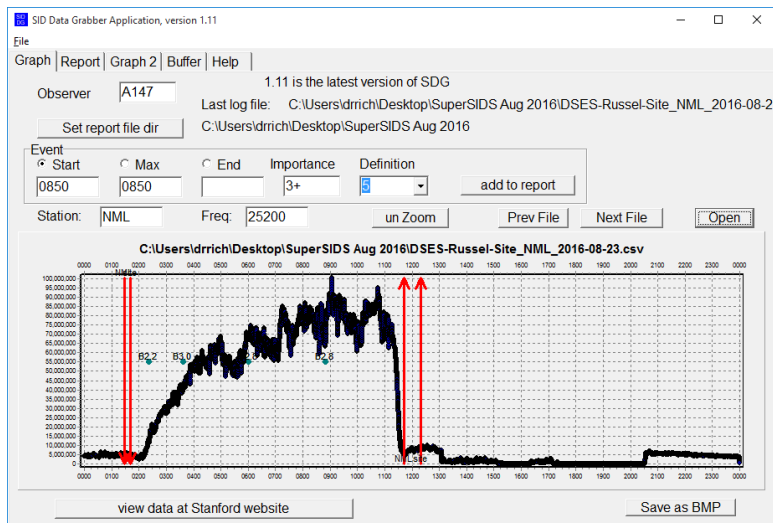 SID DG SID Data Grabber Application, version 1.11
File
Graph Report Graph 2 Buffer Help
1.11 is the latest version of SDG
Observer A147
Last log file: C:\Users\drrich\Desktop\SuperSIDS Aug 2016\DSES-Russel-Site_NML_2016-08-2
Set report file dir C:\Users\drrich\Desktop\SuperSIDS Aug 2016
Event
Start Max End Importance Definition
0850 0850 3+ 5 add to report
Station: NML Freq: 25200 un Zoom Prev File Next File Open
C:\Users\drrich\Desktop\SuperSIDS Aug 2016\DSES-Russel-Site_NML_2016-08-23.csv
0000 0100 0200 0300 0400 0500 0600 0700 0800 0900 1000 1100 1200 1300 1400 1500 1600 1700 1800 1900 2000 2100 2200 2300 0000
100,000,000
95,000,000
90,000,000
85,000,000
80,000,000
75,000,000
70,000,000
65,000,000
60,000,000
B2.2 B3.0 B2.8
55,000,000
50,000,000
45,000,000
40,000,000
35,000,000
30,000,000
25,000,000
20,000,000
15,000,000
10,000,000
5,000,000
0
0000 0100 0200 0300 0400 0500 0600 0700 0800 0900 1000 1100 1200 1300 1400 1500 1600 1700 1800 1900 2000 2100 2200 2300 0000
view data at Stanford website Save as BMP